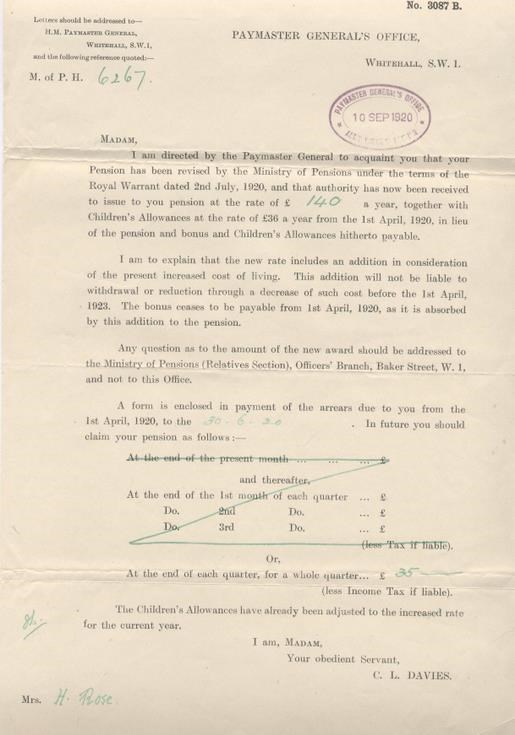 No. 3087 B.
Letters should be addressed to—
H.M. PAYMASTER GENERAL,
WHITEHALL, S.W. 1,
and the following reference quoted:—
M. of P. H. 6267.
PAYMASTER GENERAL'S OFFICE,
WHITEHALL, S.W. 1.
PAYMASTER GENERAL'S OFFICE
10 SEP 1920
MADAM,
I am directed by the Paymaster General to acquaint you that your
Pension has been revised by the Ministry of Pensions under the terms of the
Royal Warrant dated 2nd July, 1920, and that authority has now been received
to issue to you pension at the rate of £ 140 a year, together with
Children's Allowances at the rate of £36 a year from the 1st April, 1920, in lieu
of the pension and bonus and Children's Allowances hitherto payable.
I am to explain that the new rate includes an addition in consideration
of the present increased cost of living. This addition will not be liable to
withdrawal or reduction through a decrease of such cost before the 1st April,
1923. The bonus ceases to be payable from 1st April, 1920, as it is absorbed
by this addition to the pension.
Any question as to the amount of the new award should be addressed to
the Ministry of Pensions (Relatives Section), Officers' Branch, Baker Street, W. 1,
and not to this Office.
A form is enclosed in payment of the arrears due to you from the
1st April, 1920, to the 30-6-20 . In future you should
claim your pension as follows :—
At the end of the present month ... ... ... £
and thereafter,
At the end of the 1st month of each quarter ... £
Do. 2nd Do. ... £
Do. 3rd Do. ... £
(less Tax if liable).
Or,
At the end of each quarter, for a whole quarter... £ 35—
(less Income Tax if liable).
The Children's Allowances have already been adjusted to the increased rate
for the current year.
I am, MADAM,
Your obedient Servant,
C. L. DAVIES.
Mrs. H. Rose